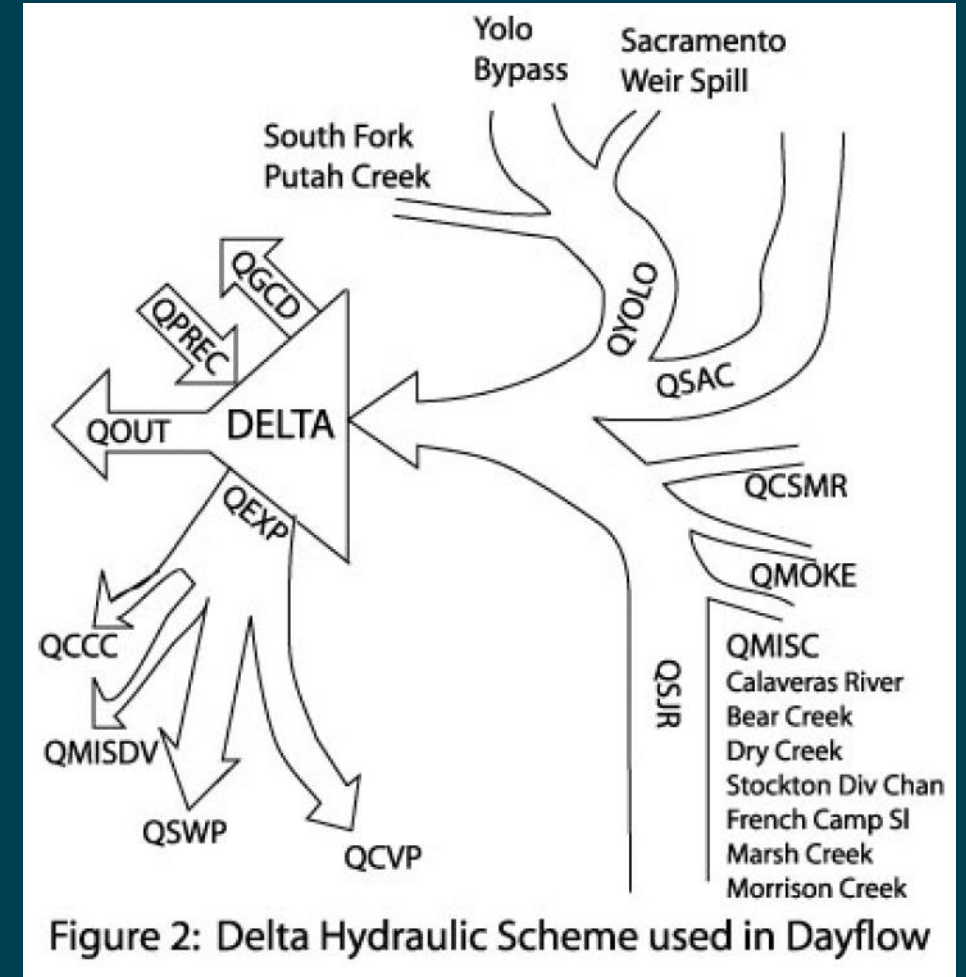 Yolo
Bypass
Sacramento
Weir Spill
South Fork
Putah Creek
QGCD
QPREC
QYOLO
QSAC
QOUT
DELTA
QEXP
QCSMR
QMOKE
QCCC
QMISDV
QSWP
QCVP
QSJR
QMISC
Calaveras River
Bear Creek
Dry Creek
Stockton Div Chan
French Camp Sl
Marsh Creek
Morrison Creek
Figure 2: Delta Hydraulic Scheme used in Dayflow